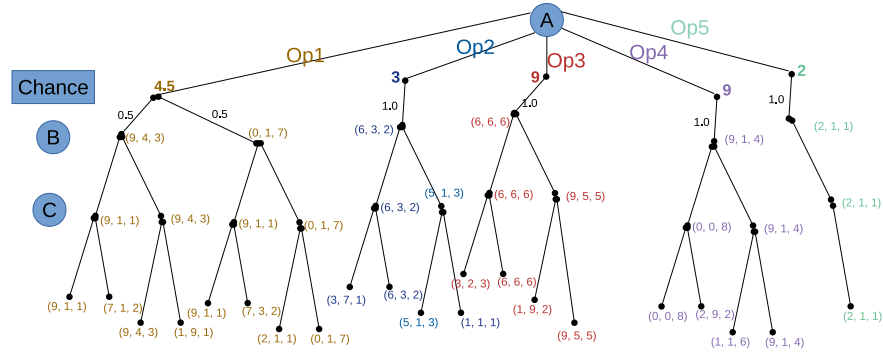 A
Op1
Op2
Op3
Op4
Op5
Chance
4.5
3
9
9
2
0.5
0.5
1.0
1.0
1.0
1.0
B
(9, 4, 3)
(0, 1, 7)
(6, 3, 2)
(6, 6, 6)
(9, 1, 4)
(2, 1, 1)
C
(9, 1, 1)
(9, 4, 3)
(9, 1, 1)
(0, 1, 7)
(6, 3, 2)
(5, 1, 3)
(6, 6, 6)
(9, 5, 5)
(0, 0, 8)
(9, 1, 4)
(2, 1, 1)
(9, 1, 1)
(7, 1, 2)
(9, 4, 3)
(1, 9, 1)
(9, 1, 1)
(7, 3, 2)
(2, 1, 1)
(0, 1, 7)
(3, 7, 1)
(6, 3, 2)
(5, 1, 3)
(1, 1, 1)
(3, 2, 3)
(6, 6, 6)
(1, 9, 2)
(9, 5, 5)
(0, 0, 8)
(2, 9, 2)
(1, 1, 6)
(9, 1, 4)
(2, 1, 1)